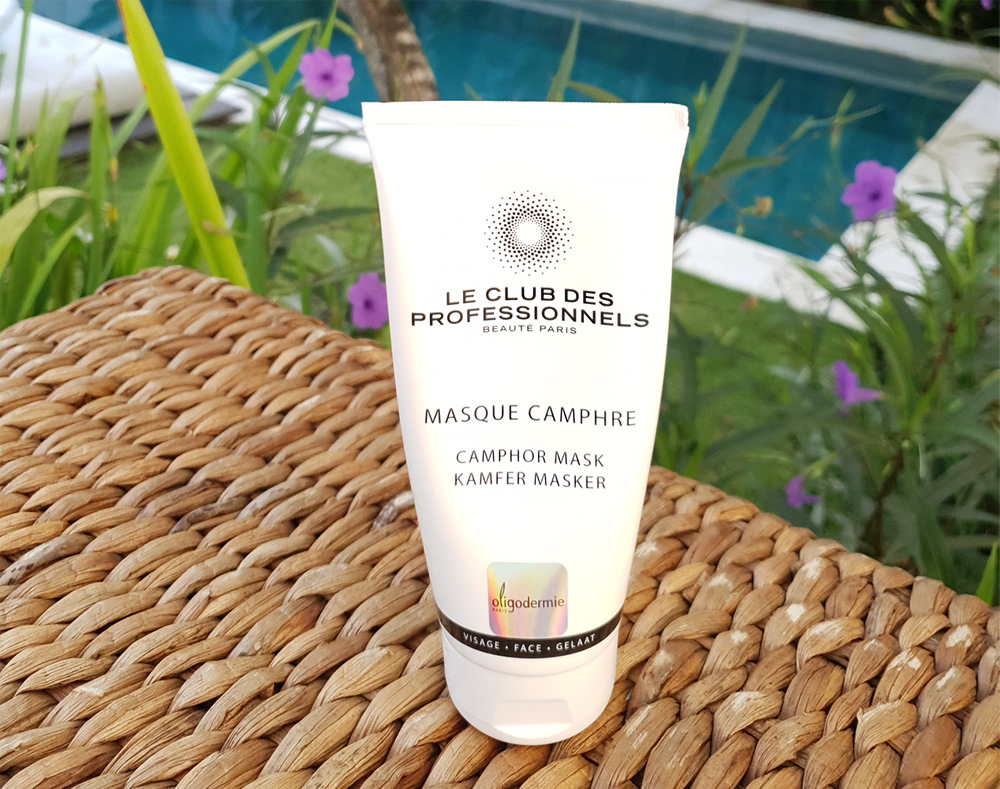 LE CLUB DES
PROFESSIONNELS
BEAUTÉ PARIS
MASQUE CAMPHRE
CAMPHOR MASK
KAMFER MASKER
oligodermie
PARIS
VISAGE • FACE • GELAAT